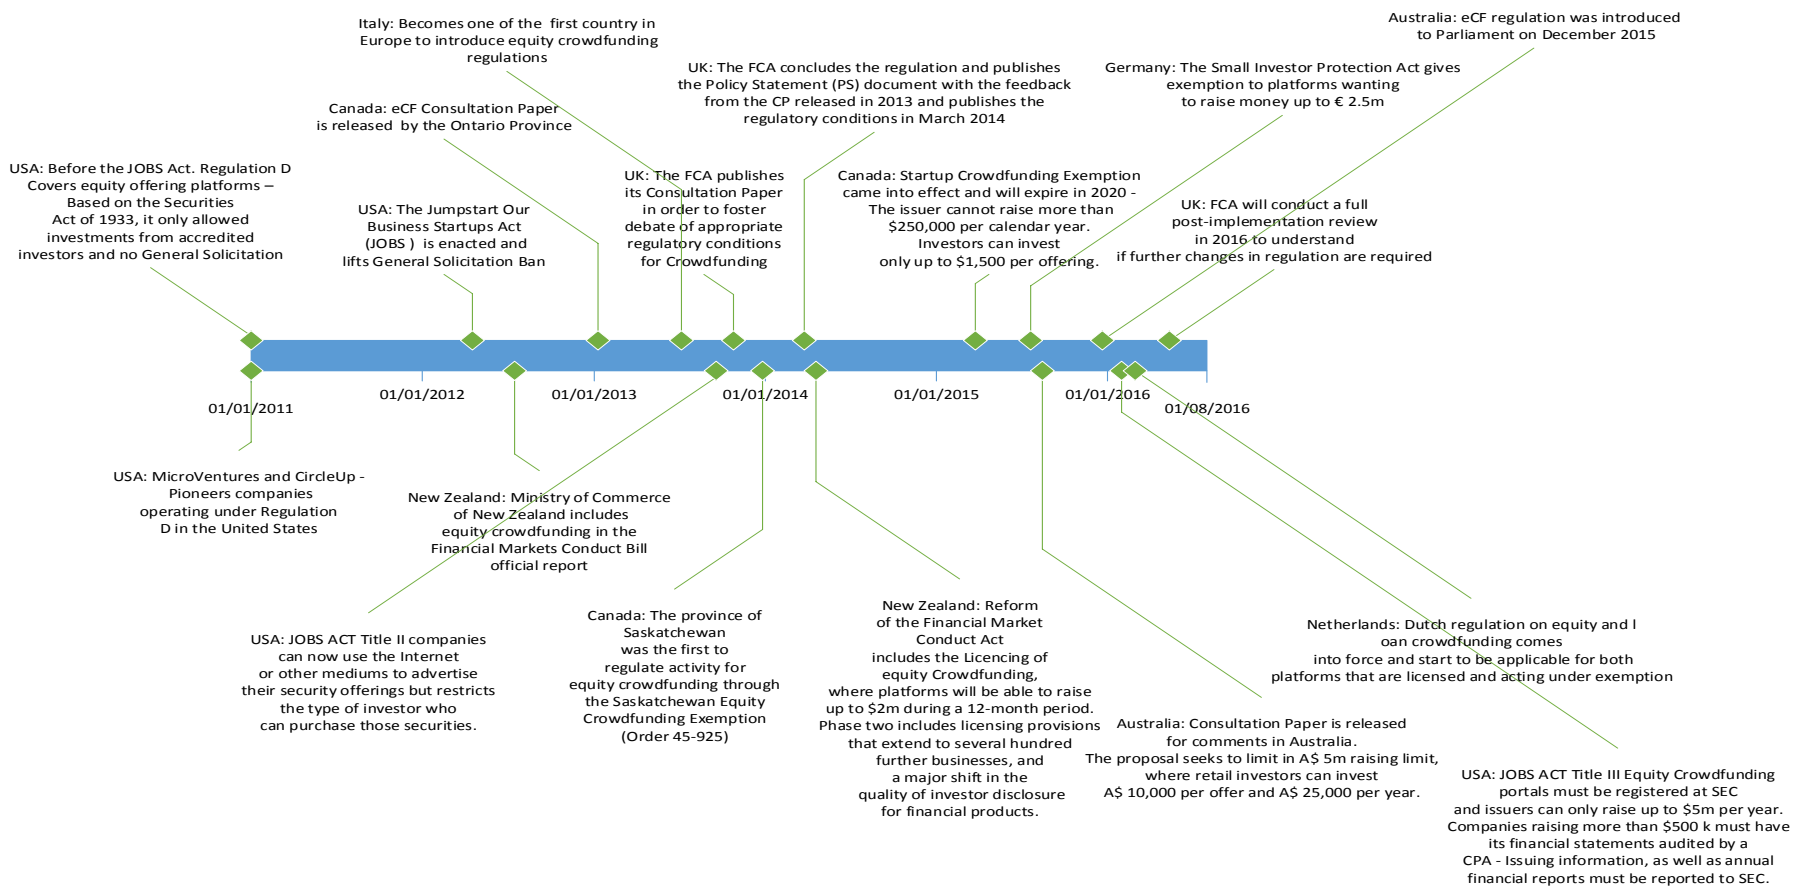 Italy: Becomes one of the  first country in
Europe to introduce equity crowdfunding
regulations
Australia: eCF regulation was introduced
to Parliament on December 2015
UK: The FCA concludes the regulation and publishes
the Policy Statement (PS) document with the feedback
from the CP released in 2013 and publishes the
regulatory conditions in March 2014
Germany: The Small Investor Protection Act gives
exemption to platforms wanting
to raise money up to € 2.5m
Canada: eCF Consultation Paper
is released  by the Ontario Province
USA: Before the JOBS Act. Regulation D
Covers equity offering platforms –
Based on the Securities
Act of 1933, it only allowed
investments from accredited
investors and no General Solicitation
USA: The Jumpstart Our
Business Startups Act
(JOBS )  is enacted and
lifts General Solicitation Ban
UK: The FCA publishes
its Consultation Paper
in order to foster
debate of appropriate
regulatory conditions
for Crowdfunding
Canada: Startup Crowdfunding Exemption
came into effect and will expire in 2020 -
The issuer cannot raise more than
$250,000 per calendar year.
Investors can invest
only up to $1,500 per offering.
UK: FCA will conduct a full
post-implementation review
in 2016 to understand
if further changes in regulation are required
01/01/2011
01/01/2012
01/01/2013
01/01/2014
01/01/2015
01/01/2016
01/08/2016
USA: MicroVentures and CircleUp -
Pioneers companies
operating under Regulation
D in the United States
New Zealand: Ministry of Commerce
of New Zealand includes
equity crowdfunding in the
Financial Markets Conduct Bill
official report
USA: JOBS ACT Title II companies
can now use the Internet
or other mediums to advertise
their security offerings but restricts
the type of investor who
can purchase those securities.
Canada: The province of
Saskatchewan
was the first to
regulate activity for
equity crowdfunding through
the Saskatchewan Equity
Crowdfunding Exemption
(Order 45-925)
New Zealand: Reform
of the Financial Market
Conduct Act
includes the Licencing of
equity Crowdfunding,
where platforms will be able to raise
up to $2m during a 12-month period.
Phase two includes licensing provisions
that extend to several hundred
further businesses, and
a major shift in the
quality of investor disclosure
for financial products.
Australia: Consultation Paper is released
for comments in Australia.
The proposal seeks to limit in A$ 5m raising limit,
where retail investors can invest
A$ 10,000 per offer and A$ 25,000 per year.
Netherlands: Dutch regulation on equity and l
oan crowdfunding comes
into force and start to be applicable for both
platforms that are licensed and acting under exemption
USA: JOBS ACT Title III Equity Crowdfunding
portals must be registered at SEC
and issuers can only raise up to $5m per year.
Companies raising more than $500 k must have
its financial statements audited by a
CPA - Issuing information, as well as annual
financial reports must be reported to SEC.